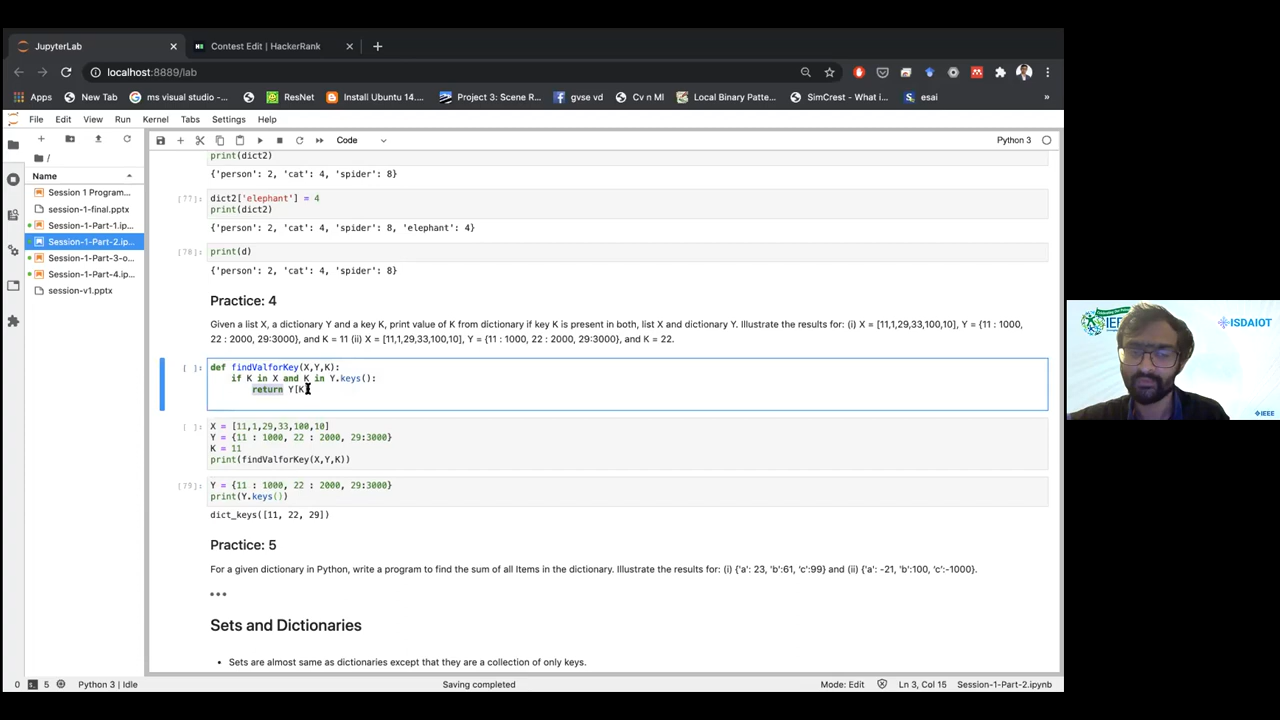 JupyterLab
Contest Edit | HackerRank
localhost:8889/lab
Apps New Tab ms visual studio -... ResNet Install Ubuntu 14.... Project 3: Scene R... gvse vd Cv n Ml Local Binary Patte... SimCrest - What i... esai »
File Edit View Run Kernel Tabs Settings Help
Code
Python 3
/
Name
Session 1 Program...
session-1-final.pptx
Session-1-Part-1.ip...
Session-1-Part-2.ip...
Session-1-Part-3-o...
Session-1-Part-4.ip...
session-v1.pptx
print(dict2)
{'person': 2, 'cat': 4, 'spider': 8}
[77]: dict2['elephant'] = 4
print(dict2)
{'person': 2, 'cat': 4, 'spider': 8, 'elephant': 4}
[78]: print(d)
{'person': 2, 'cat': 4, 'spider': 8}
Practice: 4
Given a list X, a dictionary Y and a key K, print value of K from dictionary if key K is present in both, list X and dictionary Y. Illustrate the results for: (i) X = [11,1,29,33,100,10], Y = {11 : 1000,
22 : 2000, 29:3000}, and K = 11 (ii) X = [11,1,29,33,100,10], Y = {11 : 1000, 22 : 2000, 29:3000}, and K = 22.
[ ]: def findValforKey(X,Y,K):
if K in X and K in Y.keys():
return Y[K]
[ ]: X = [11,1,29,33,100,10]
Y = {11 : 1000, 22 : 2000, 29:3000}
K = 11
print(findValforKey(X,Y,K))
[79]: Y = {11 : 1000, 22 : 2000, 29:3000}
print(Y.keys())
dict_keys([11, 22, 29])
Practice: 5
For a given dictionary in Python, write a program to find the sum of all Items in the dictionary. Illustrate the results for: (i) {'a': 23, 'b':61, 'c':99} and (ii) {'a': -21, 'b':100, 'c':-1000}.
Sets and Dictionaries
• Sets are almost same as dictionaries except that they are a collection of only keys.
0 5 Python 3 | Idle Saving completed Mode: Edit Ln 3, Col 15 Session-1-Part-2.ipynb
ISDAIOT
IEEE